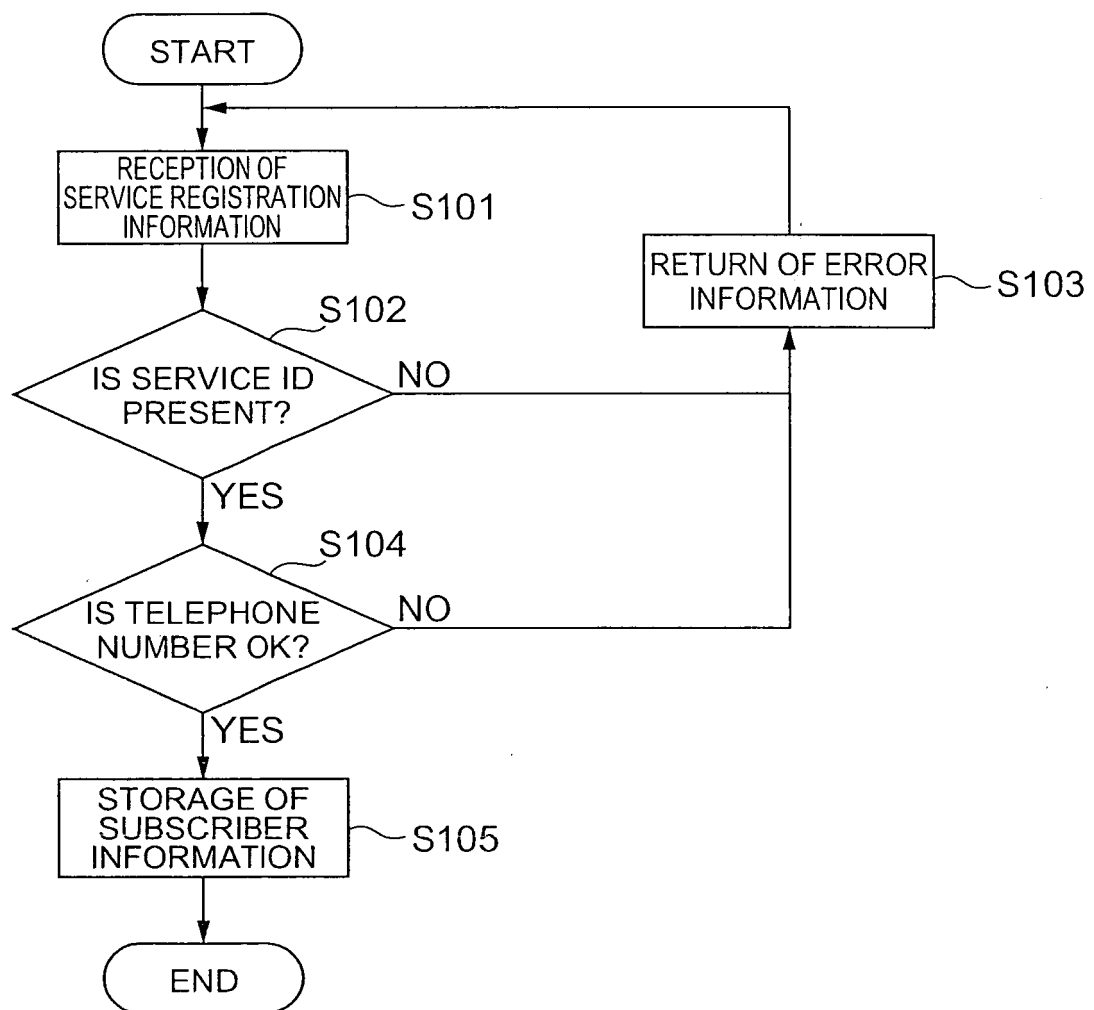 START
RECEPTION OF
SERVICE REGISTRATION
INFORMATION
S101
RETURN OF ERROR
INFORMATION
S103
S102
IS SERVICE ID
PRESENT?
NO
YES
S104
IS TELEPHONE
NUMBER OK?
NO
YES
STORAGE OF
SUBSCRIBER
INFORMATION
S105
END